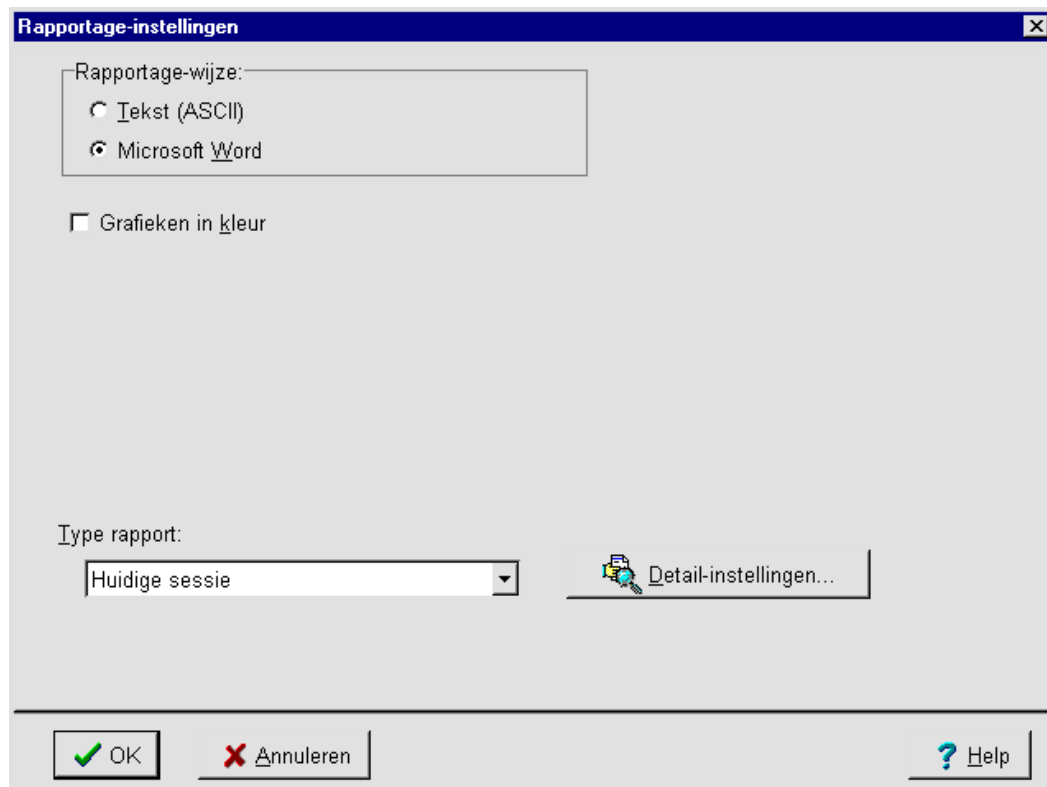 Rapportage-instellingen
Rapportage-wijze:
Tekst (ASCII)
Microsoft Word
Grafieken in kleur
Type rapport:
Huidige sessie
Detail-instellingen...
OK
Annuleren
? Help